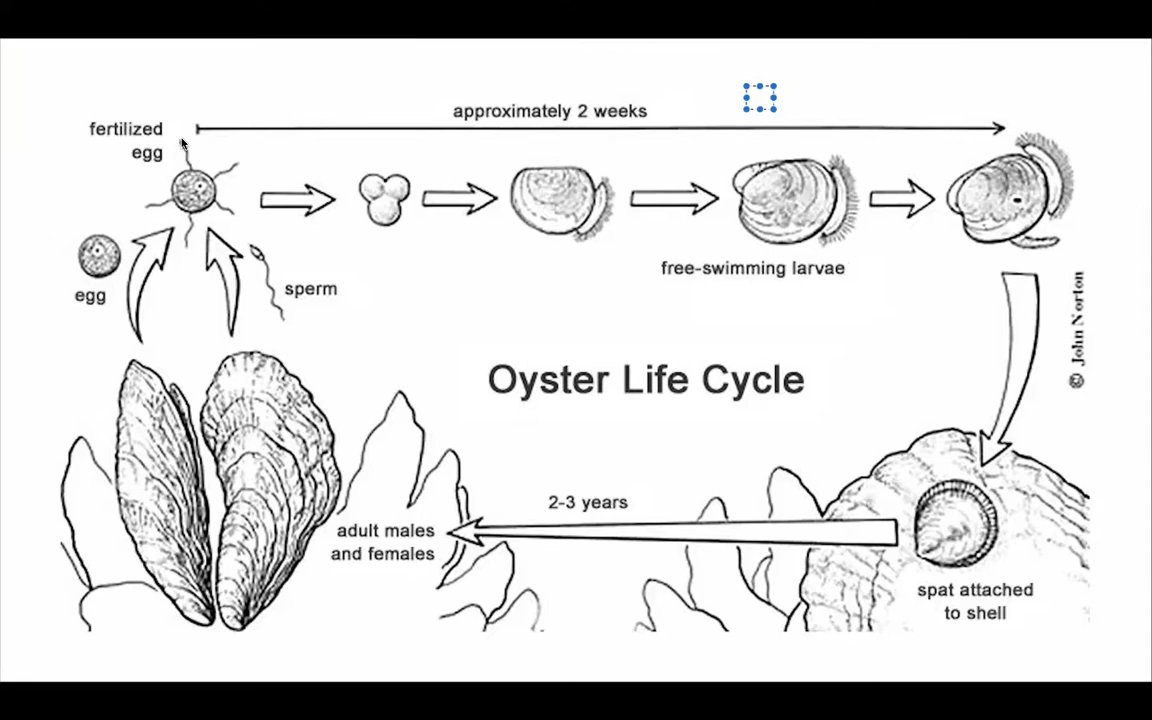 approximately 2 weeks
fertilized
egg
egg
sperm
free-swimming larvae
© John Norton
Oyster Life Cycle
2-3 years
adult males
and females
spat attached
to shell